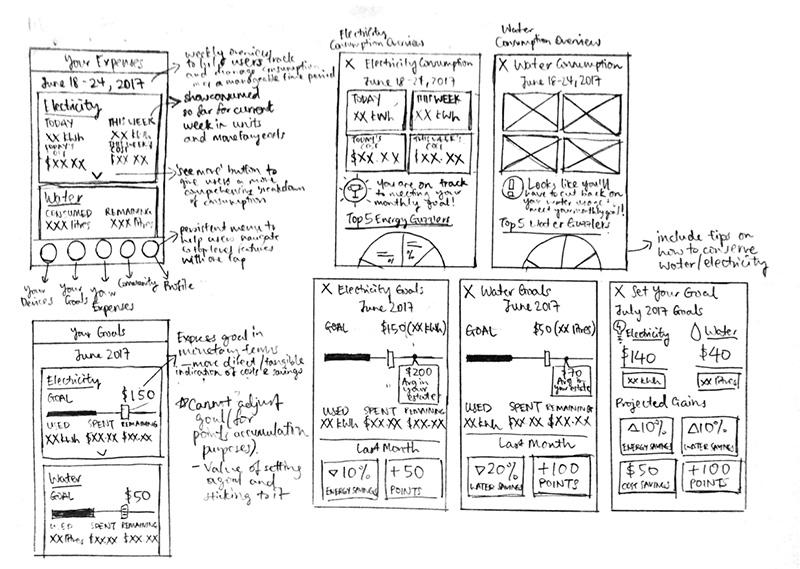 Your Expenses
June 18-24, 2017
Electricity
TODAY THIS WEEK
XX kWh XX kWh
TODAY'S COST THIS WEEK'S COST
$XX.XX $XX.XX
Water
CONSUMED REMAINING
XXX litres XXX litres
Your Devices
Your Goals
Your Expenses
Community
Profile
weekly overview
to help users track
and manage consumption
over a manageable time period
show consumed
so far for current
week in units
and monetary costs
'see more' button to
give users a more
comprehensive breakdown
of consumption
persistent menu to
help users navigate
to top level features
with one tap
Electricity
Consumption Overview
X Electricity Consumption
June 18-24, 2017
TODAY THIS WEEK
XX kWh XX kWh
TODAY'S COST THIS WEEK'S COST
$XX.XX $XX.XX
You are on track
to meeting your
monthly goal!
Top 5 Energy Guzzlers
%
Water
Consumption Overview
X Water Consumption
June 18-24, 2017
Looks like you'll
have to cut back on
your water usage to
meet your monthly goal!
Top 5 Water Guzzlers
include tips on
how to conserve
water/electricity
Your Goals
June 2017
Electricity
GOAL $150
USED SPENT REMAINING
XX kWh $XX.XX $XX.XX
Water
GOAL $50
USED SPENT REMAINING
XX litres $XX.XX $XX.XX
Express goal in
monetary terms
- more direct/tangible
indication of costs & savings
Cannot adjust
goal (for
points accumulation
purposes).
- Value of setting
a goal and
sticking to it
X Electricity Goals
June 2017
GOAL $150 (XX kWh)
$200
Avg in
your
estate
USED SPENT REMAINING
XX kWh $XX.XX $XX.XX
Last Month
▽10% +50
ENERGY SAVINGS POINTS
X Water Goals
June 2017
GOAL $50 (XX litres)
$70
Avg in
your estate
USED SPENT REMAINING
XX litres $XX.XX $XX.XX
Last Month
▽20% +100
WATER SAVINGS POINTS
X Set Your Goal
July 2017 Goals
Electricity Water
$140 $40
XX kWh XX litres
Projected Gains
△10% △10%
ENERGY SAVINGS WATER SAVINGS
$50 +100
COST SAVINGS POINTS